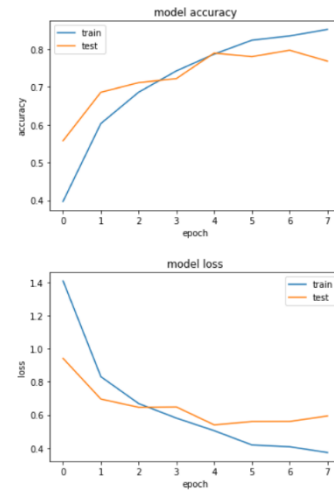 model accuracy
train
test
accuracy
0.8
0.7
0.6
0.5
0.4
0 1 2 3 4 5 6 7
epoch
model loss
train
test
loss
1.4
1.2
1.0
0.8
0.6
0.4
0 1 2 3 4 5 6 7
epoch